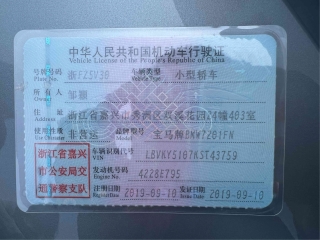 中华人民共和国机动车行驶证
Vehicle License of the People's Republic of China
号牌号码 浙FZSV30 车辆类型 小型轿车
Plate No. Vehicle Type
所有人 邹
Owner
住址 浙江省嘉兴市秀洲区 花园24幢403室
Address
使用性质 非营运 品牌型号 宝马牌BMW7201FN
Use Character Model
浙江省嘉兴 车辆识别代号 LBVKY5107KST43759
VIN
市公安局交 发动机号码 4228E795
Engine No.
通警察支队 注册日期 2019-09-10 发证日期 2019-09-10
Register Date Issue Date